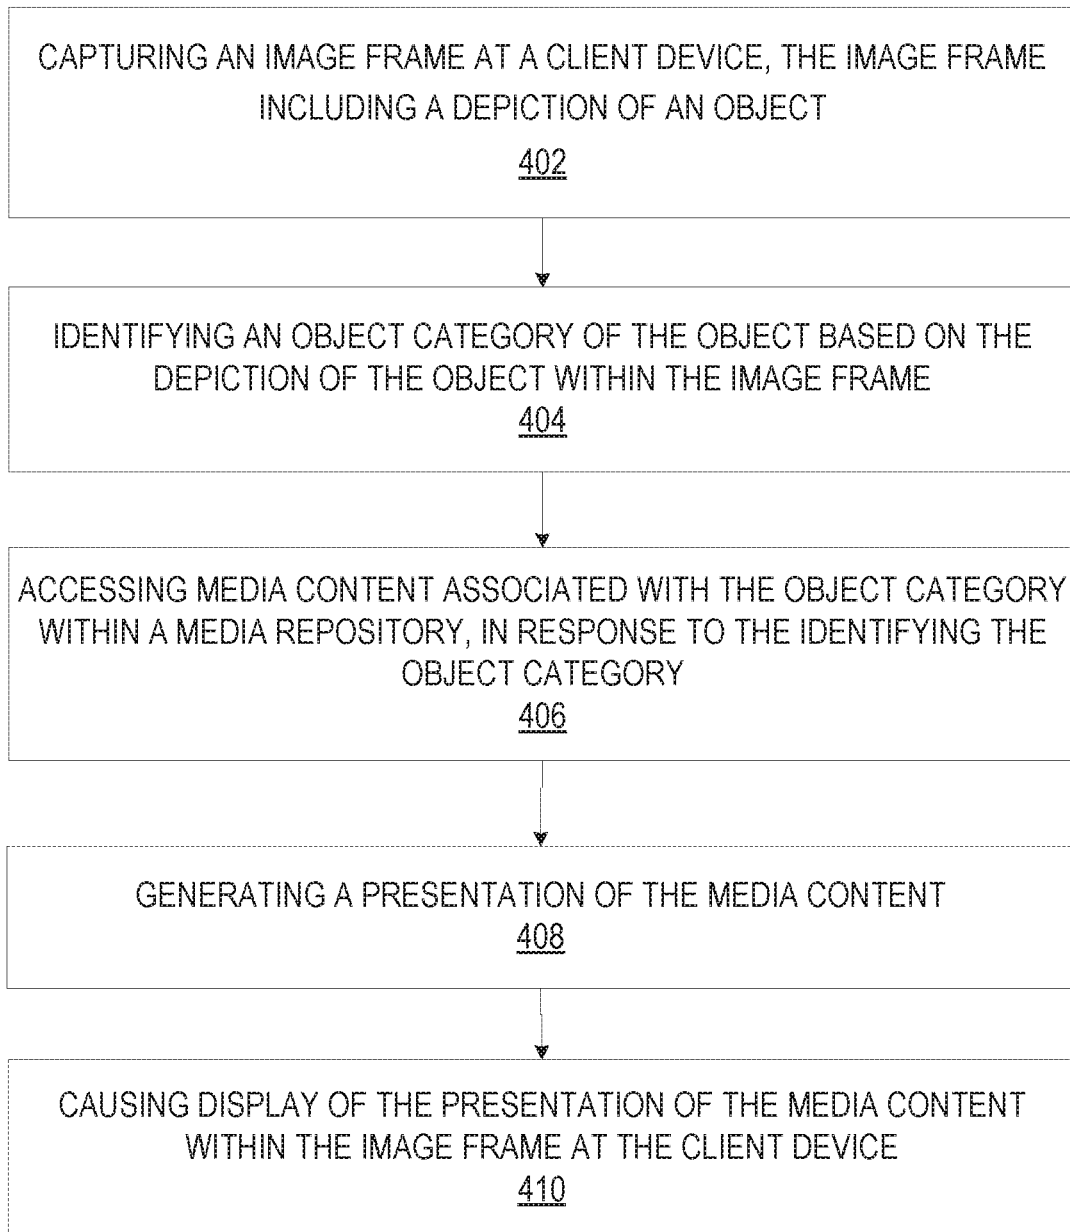 CAPTURING AN IMAGE FRAME AT A CLIENT DEVICE, THE IMAGE FRAME
INCLUDING A DEPICTION OF AN OBJECT
402
IDENTIFYING AN OBJECT CATEGORY OF THE OBJECT BASED ON THE
DEPICTION OF THE OBJECT WITHIN THE IMAGE FRAME
404
ACCESSING MEDIA CONTENT ASSOCIATED WITH THE OBJECT CATEGORY
WITHIN A MEDIA REPOSITORY, IN RESPONSE TO THE IDENTIFYING THE
OBJECT CATEGORY
406
GENERATING A PRESENTATION OF THE MEDIA CONTENT
408
CAUSING DISPLAY OF THE PRESENTATION OF THE MEDIA CONTENT
WITHIN THE IMAGE FRAME AT THE CLIENT DEVICE
410